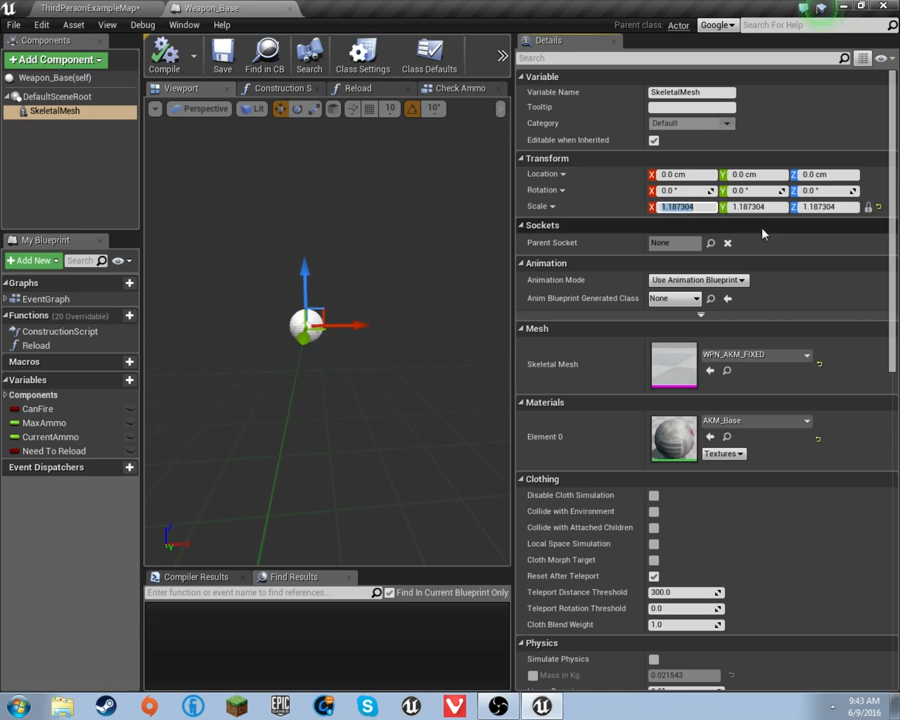 ThirdPersonExampleMap*
Weapon_Base*
File Edit Asset View Debug Window Help
Parent class: Actor
Google
Search For Help
Components
Details
+ Add Component
Search
Weapon_Base(self)
DefaultSceneRoot
SkeletalMesh
Compile
Save
Find in CB
Search
Class Settings
Class Defaults
Viewport
Construction S
Reload
Check Ammo
Perspective
Lit
10
10°
Variable
Variable Name SkeletalMesh
Tooltip
Category Default
Editable when Inherited
Transform
Location X 0.0 cm Y 0.0 cm Z 0.0 cm
Rotation X 0.0 ° Y 0.0 ° Z 0.0 °
Scale X 1.187304 Y 1.187304 Z 1.187304
Sockets
Parent Socket None
Animation
Animation Mode Use Animation Blueprint
Anim Blueprint Generated Class None
Mesh
Skeletal Mesh WPN_AKM_FIXED
Materials
Element 0 AKM_Base
Textures
Clothing
Disable Cloth Simulation
Collide with Environment
Collide with Attached Children
Local Space Simulation
Cloth Morph Target
Reset After Teleport
Teleport Distance Threshold 300.0
Teleport Rotation Threshold 0.0
Cloth Blend Weight 1.0
Physics
Simulate Physics
Mass in Kg 0.021543
My Blueprint
+ Add New
Search
Graphs
EventGraph
Functions (20 Overridable)
ConstructionScript
Reload
Macros
Variables
Components
CanFire
MaxAmmo
CurrentAmmo
Need To Reload
Event Dispatchers
Compiler Results
Find Results
Enter function or event name to find references...
Find In Current Blueprint Only
EPIC
GAMES
9:43 AM
6/9/2016